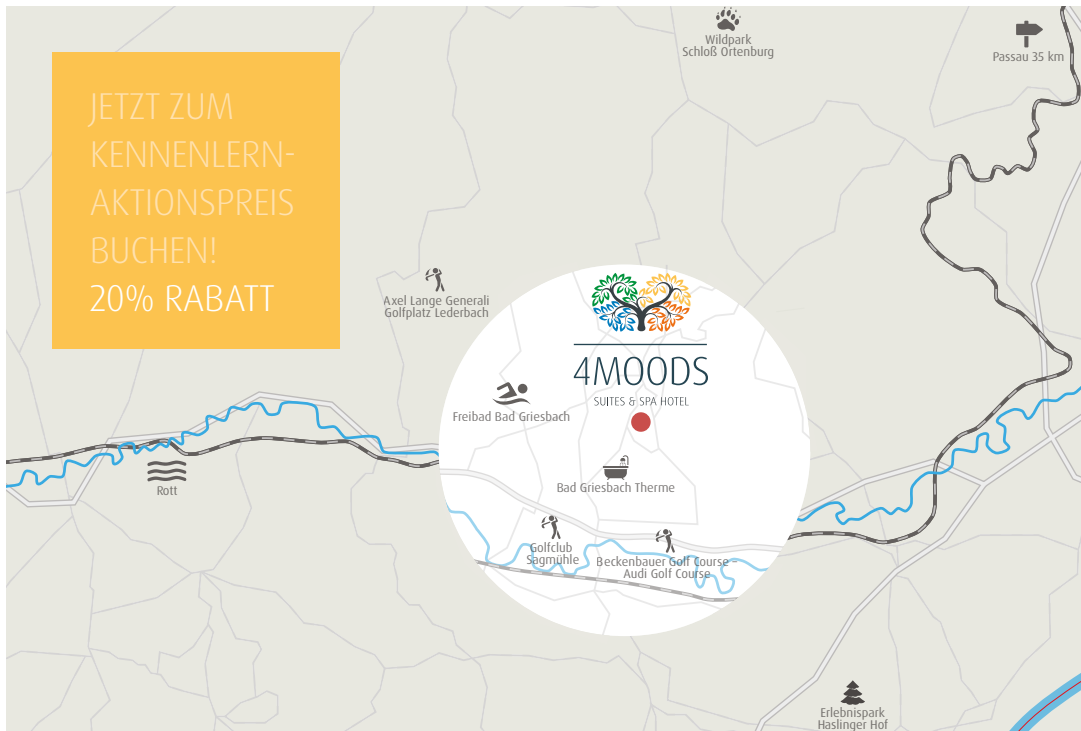 JETZT ZUM
KENNENLERN-
AKTIONSPREIS
BUCHEN!
20% RABATT
Wildpark
Schloß Ortenburg
Passau 35 km
Axel Lange Generali
Golfplatz Lederbach
4MOODS
SUITES & SPA HOTEL
Freibad Bad Griesbach
Bad Griesbach Therme
Rott
Golfclub
Sagmühle
Beckenbauer Golf Course –
Audi Golf Course
Erlebnispark
Haslinger Hof